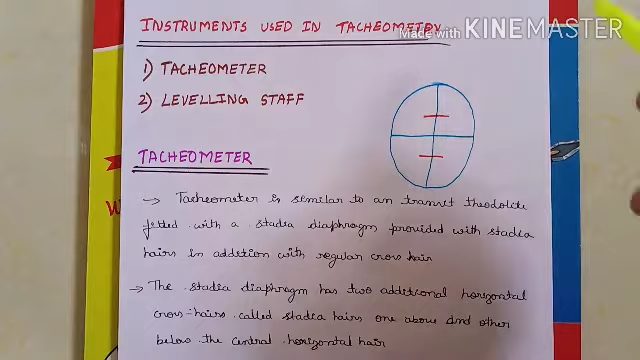 INSTRUMENTS USED IN TACHEOMETRY
Made with KINEMASTER
1) TACHEOMETER
2) LEVELLING STAFF
TACHEOMETER
→ Tacheometer is similar to an transit theodolite
fetted with a stadia diaphragm provided with stadia
hairs in addition with regular cross hair
→ The stadia diaphragm has two additional horizontal
cross-hairs called stadia hairs one above and other
below the central horizontal hair